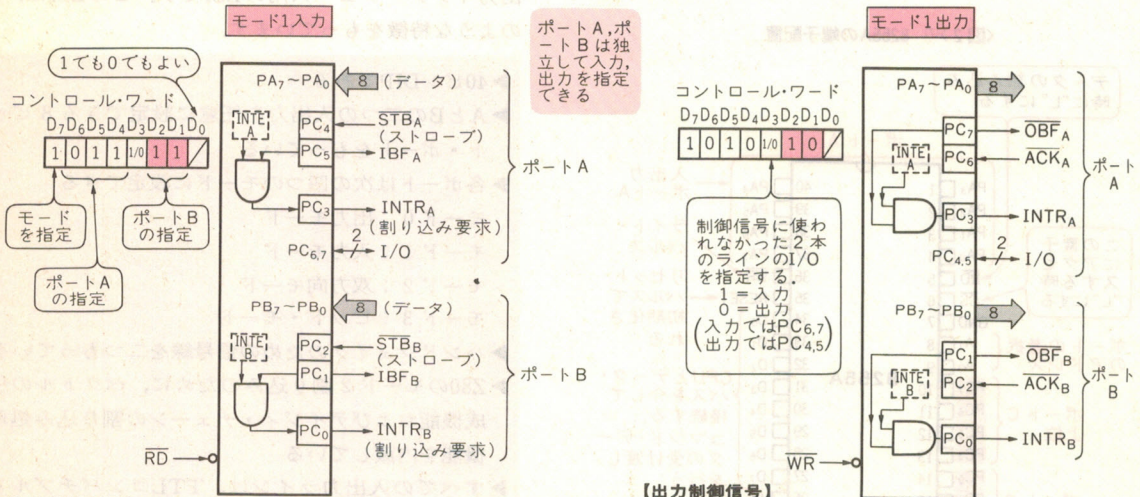 モード1入力
1でも0でもよい
コントロール・ワード
D7D6D5D4D3D2D1D0
1 0 1 1 1/0 1 1
モードを指定
ポートBの指定
ポートAの指定
PA7~PA0
8
(データ)
INTE A
PC4
STBA
(ストローブ)
PC5
IBFA
PC3
INTRA
(割り込み要求)
PC6,7
2
I/O
ポートA
PB7~PB0
8
(データ)
INTE B
PC2
STBB
(ストローブ)
PC1
IBFB
PC0
INTRB
(割り込み要求)
ポートB
RD
ポートA,ポ
ートBは独
立して入力,
出力を指定
できる
モード1出力
コントロール・ワード
D7D6D5D4D3D2D1D0
1 0 1 0 1/0 1 0
制御信号に使わ
れなかった2本
のラインのI/O
を指定する.
1=入力
0=出力
(入力ではPC6,7
出力ではPC4,5)
PA7~PA0
8
PC7
OBFA
INTE A
PC6
ACKA
PC3
INTRA
PC4,5
2
I/O
ポート
A
PB7~PB0
8
PC1
OBFB
INTE B
PC2
ACKB
PC0
INTRB
ポート
B
WR
【出力制御信号】